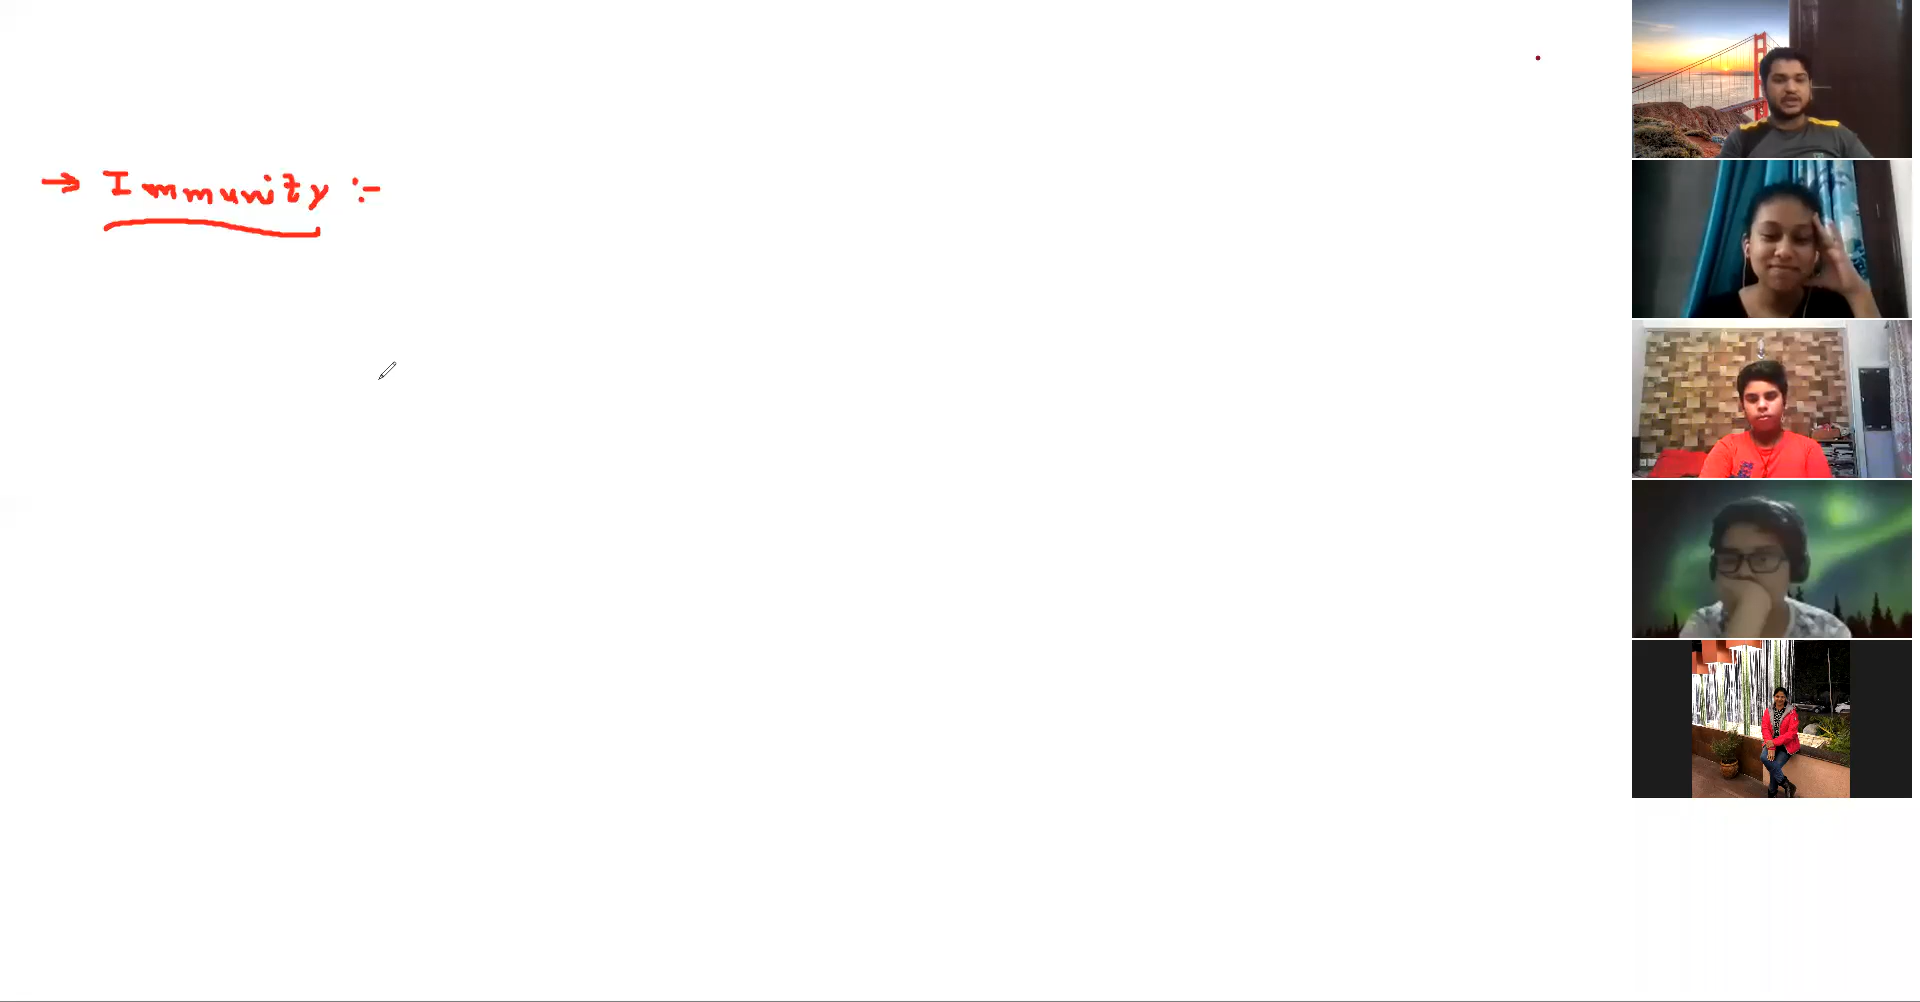 → Immunity :-